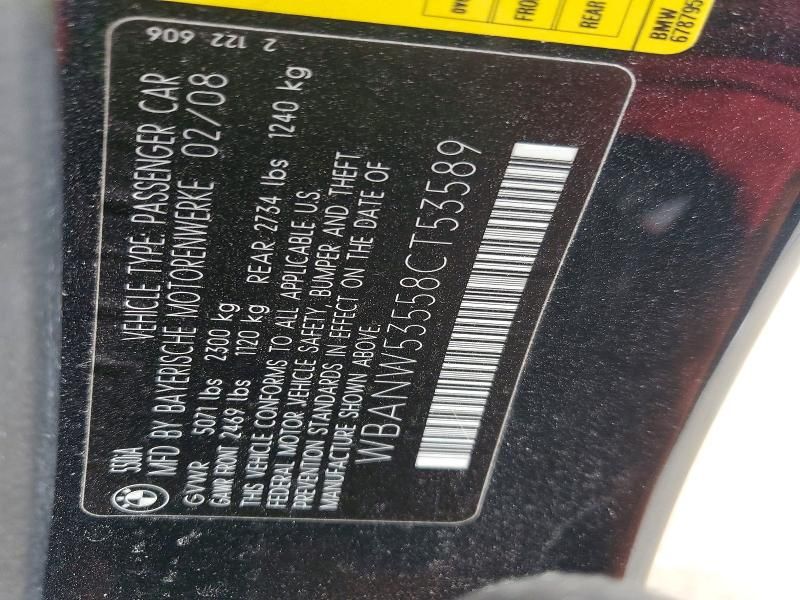 2 122 606
S301A
VEHICLE TYPE: PASSENGER CAR
MFD BY BAYERISCHE MOTORENWERKE 02/08
GVWR 5071 lbs 2300 kg
GAWR FRONT 2469 lbs 1120 kg REAR 2734 lbs 1240 kg
THIS VEHICLE CONFORMS TO ALL APPLICABLE U.S.
FEDERAL MOTOR VEHICLE SAFETY, BUMPER AND THEFT
PREVENTION STANDARDS IN EFFECT ON THE DATE OF
MANUFACTURE SHOWN ABOVE.
WBANW53558CT53589
REAR
BMW